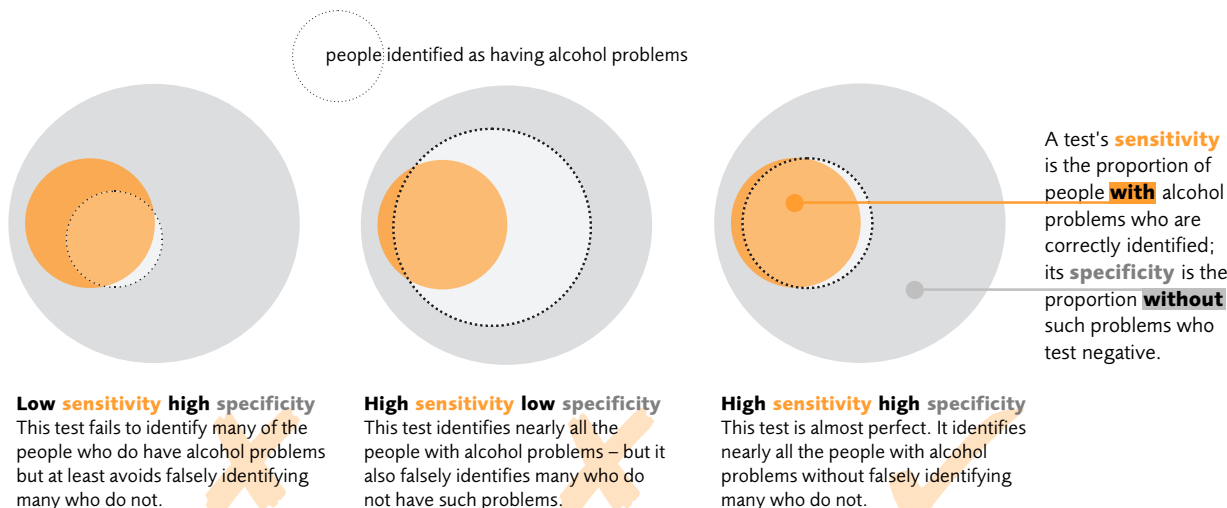 people identified as having alcohol problems
A test's sensitivity
is the proportion of
people with alcohol
problems who are
correctly identified;
its specificity is the
proportion without
such problems who
test negative.
Low sensitivity high specificity
This test fails to identify many of the
people who do have alcohol problems
but at least avoids falsely identifying
many who do not.
High sensitivity low specificity
This test identifies nearly all the
people with alcohol problems – but it
also falsely identifies many who do
not have such problems.
High sensitivity high specificity
This test is almost perfect. It identifies
nearly all the people with alcohol
problems without falsely identifying
many who do not.